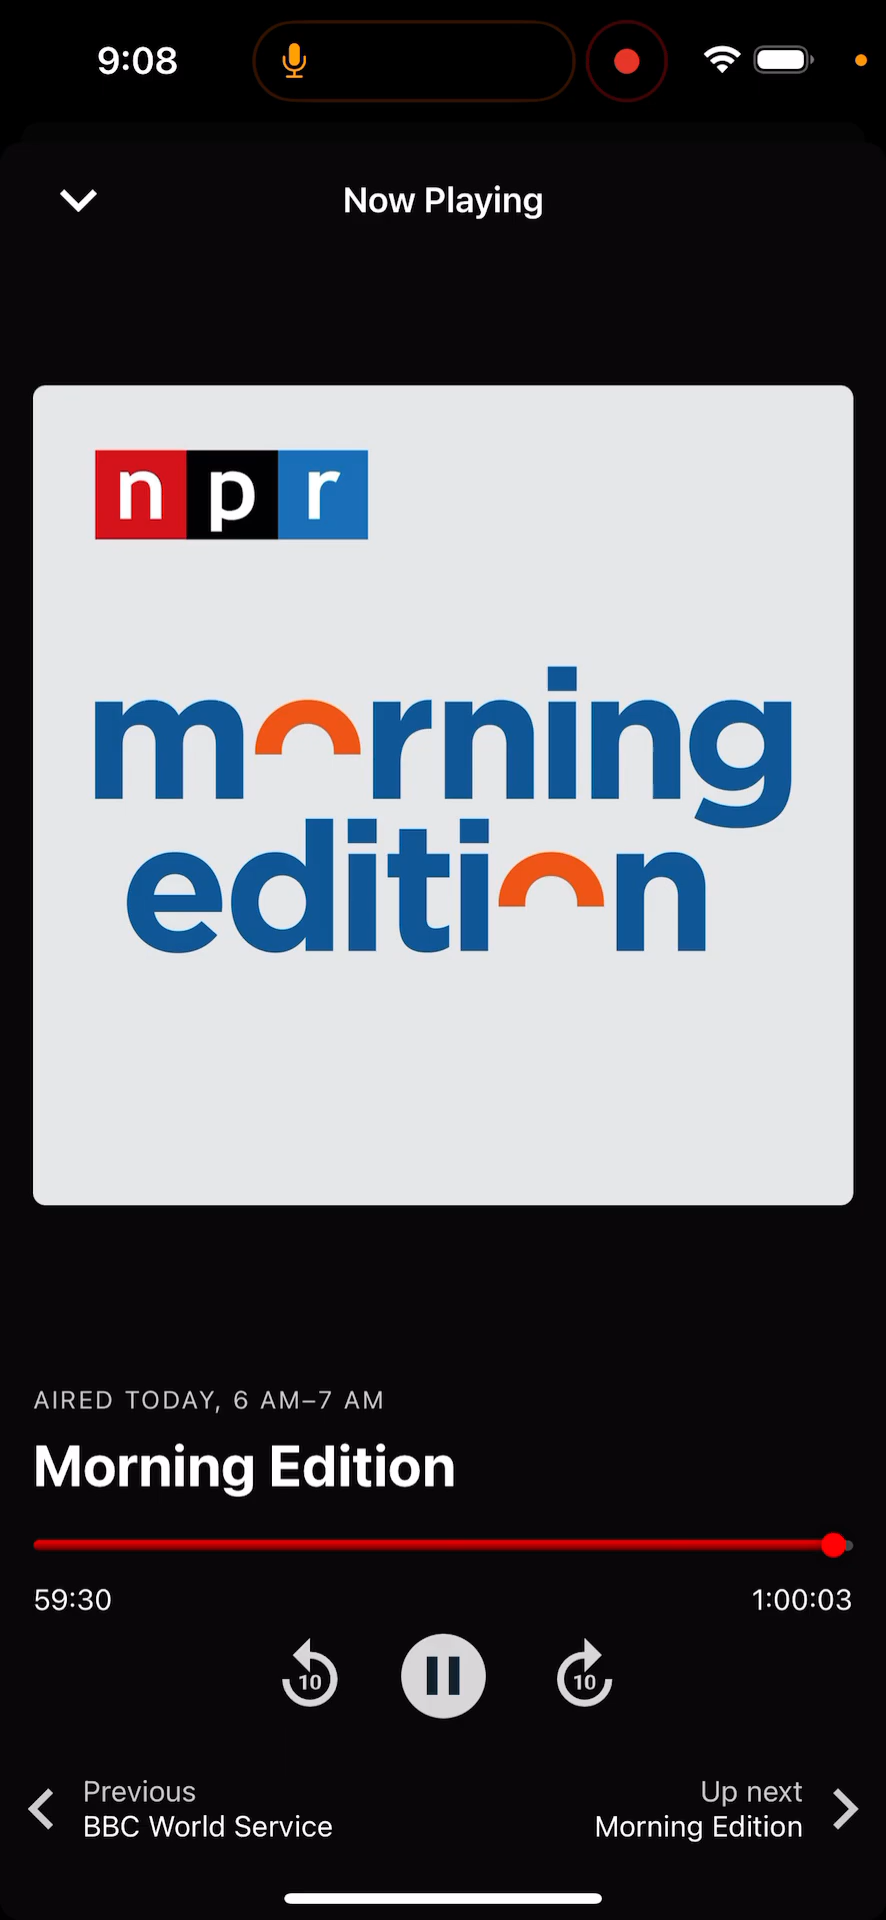 9:08
Now Playing
npr
morning
edition
AIRED TODAY, 6 AM–7 AM
Morning Edition
59:30
1:00:03
10
10
Previous
BBC World Service
Up next
Morning Edition